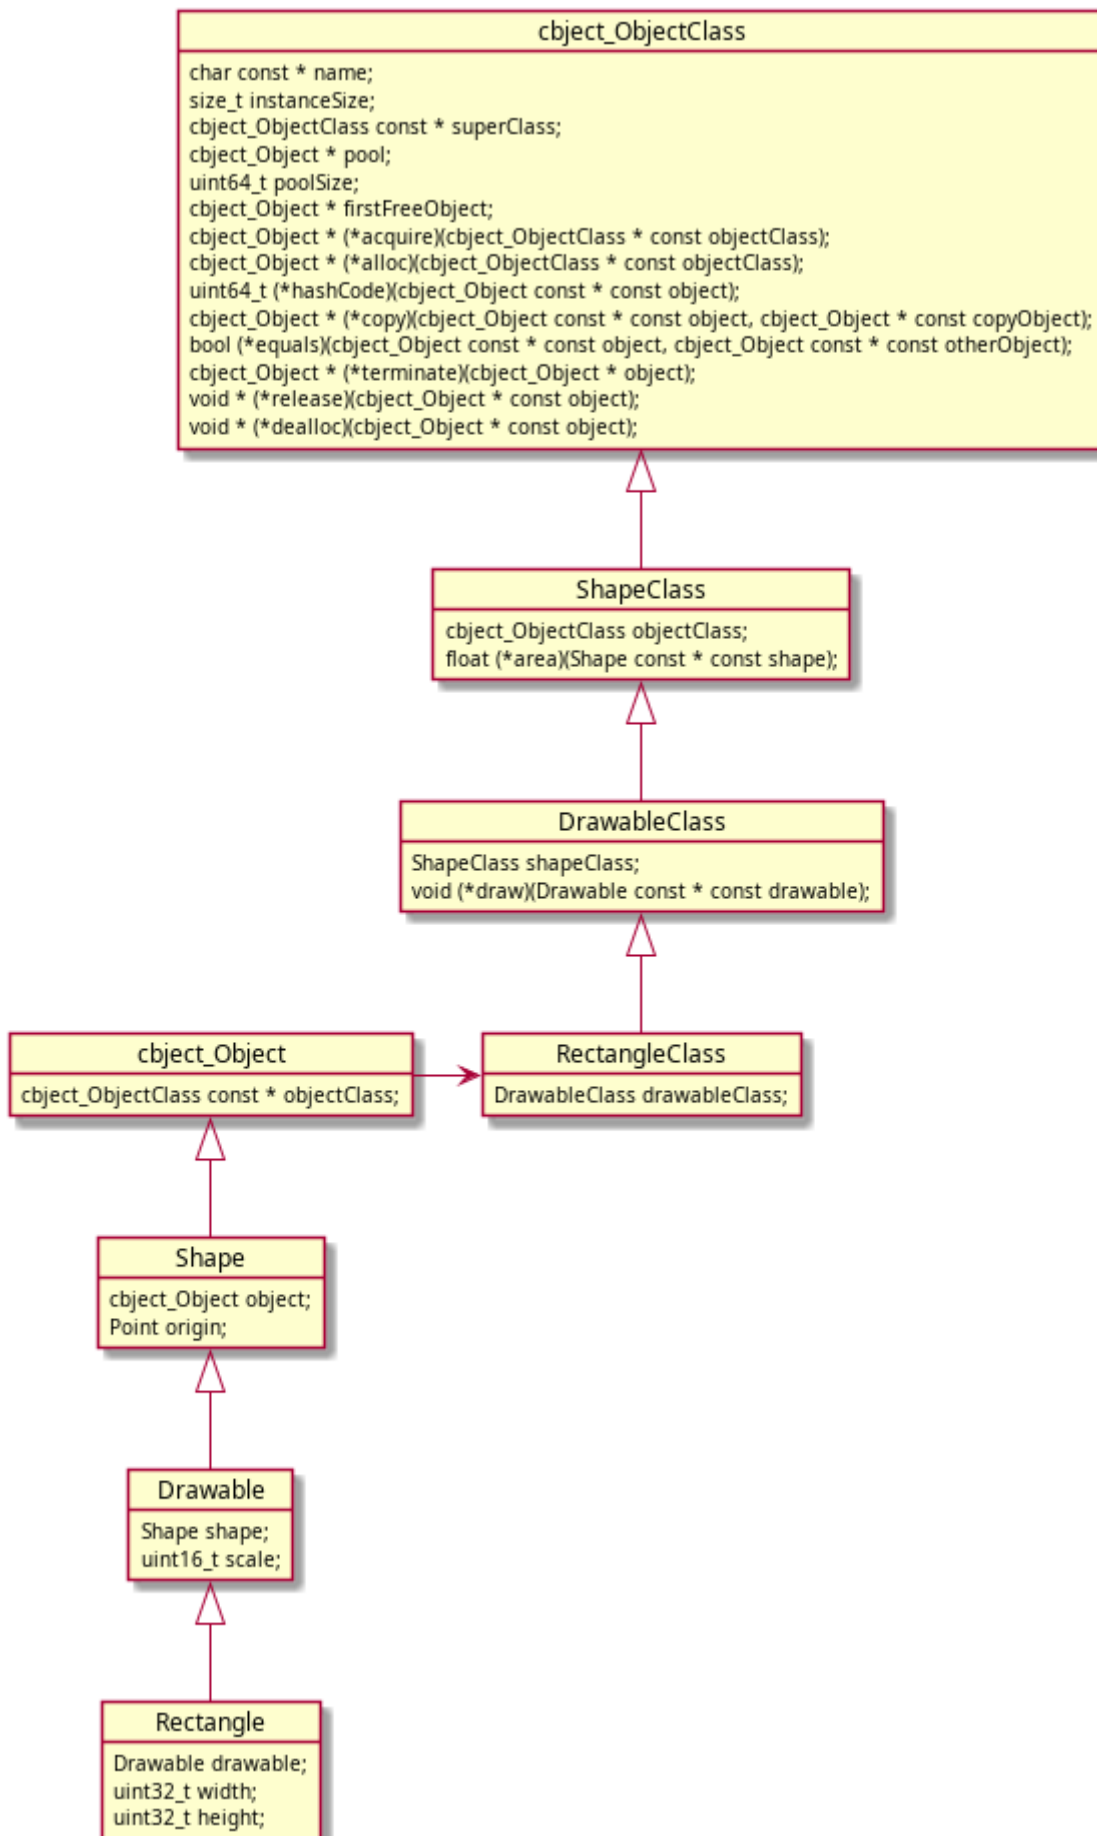 cbject_ObjectClass
char const * name;
size_t instanceSize;
cbject_ObjectClass const * superClass;
cbject_Object * pool;
uint64_t poolSize;
cbject_Object * firstFreeObject;
cbject_Object * (*acquire)(cbject_ObjectClass * const objectClass);
cbject_Object * (*alloc)(cbject_ObjectClass * const objectClass);
uint64_t (*hashCode)(cbject_Object const * const object);
cbject_Object * (*copy)(cbject_Object const * const object, cbject_Object * const copyObject);
bool (*equals)(cbject_Object const * const object, cbject_Object const * const otherObject);
cbject_Object * (*terminate)(cbject_Object * object);
void * (*release)(cbject_Object * const object);
void * (*dealloc)(cbject_Object * const object);
ShapeClass
cbject_ObjectClass objectClass;
float (*area)(Shape const * const shape);
DrawableClass
ShapeClass shapeClass;
void (*draw)(Drawable const * const drawable);
cbject_Object
cbject_ObjectClass const * objectClass;
RectangleClass
DrawableClass drawableClass;
Shape
cbject_Object object;
Point origin;
Drawable
Shape shape;
uint16_t scale;
Rectangle
Drawable drawable;
uint32_t width;
uint32_t height;